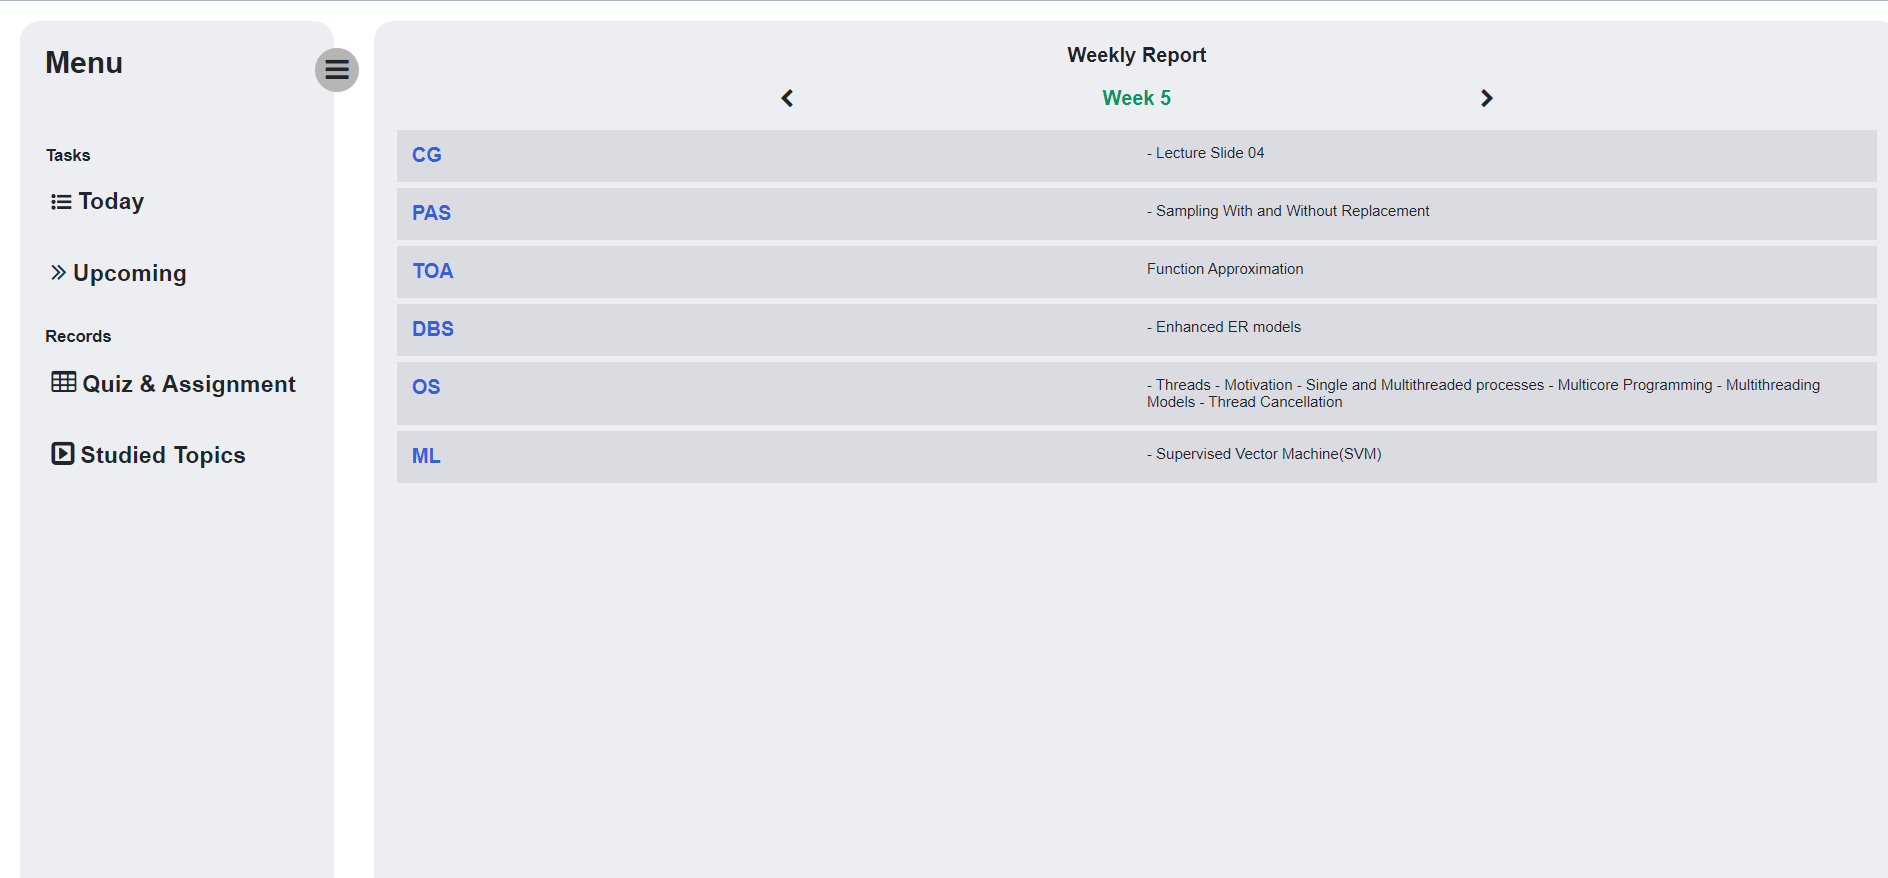 Menu
Tasks
Today
Upcoming
Records
Quiz & Assignment
Studied Topics
Weekly Report
Week 5
CG
- Lecture Slide 04
PAS
- Sampling With and Without Replacement
TOA
Function Approximation
DBS
- Enhanced ER models
OS
- Threads - Motivation - Single and Multithreaded processes - Multicore Programming - Multithreading
Models - Thread Cancellation
ML
- Supervised Vector Machine(SVM)